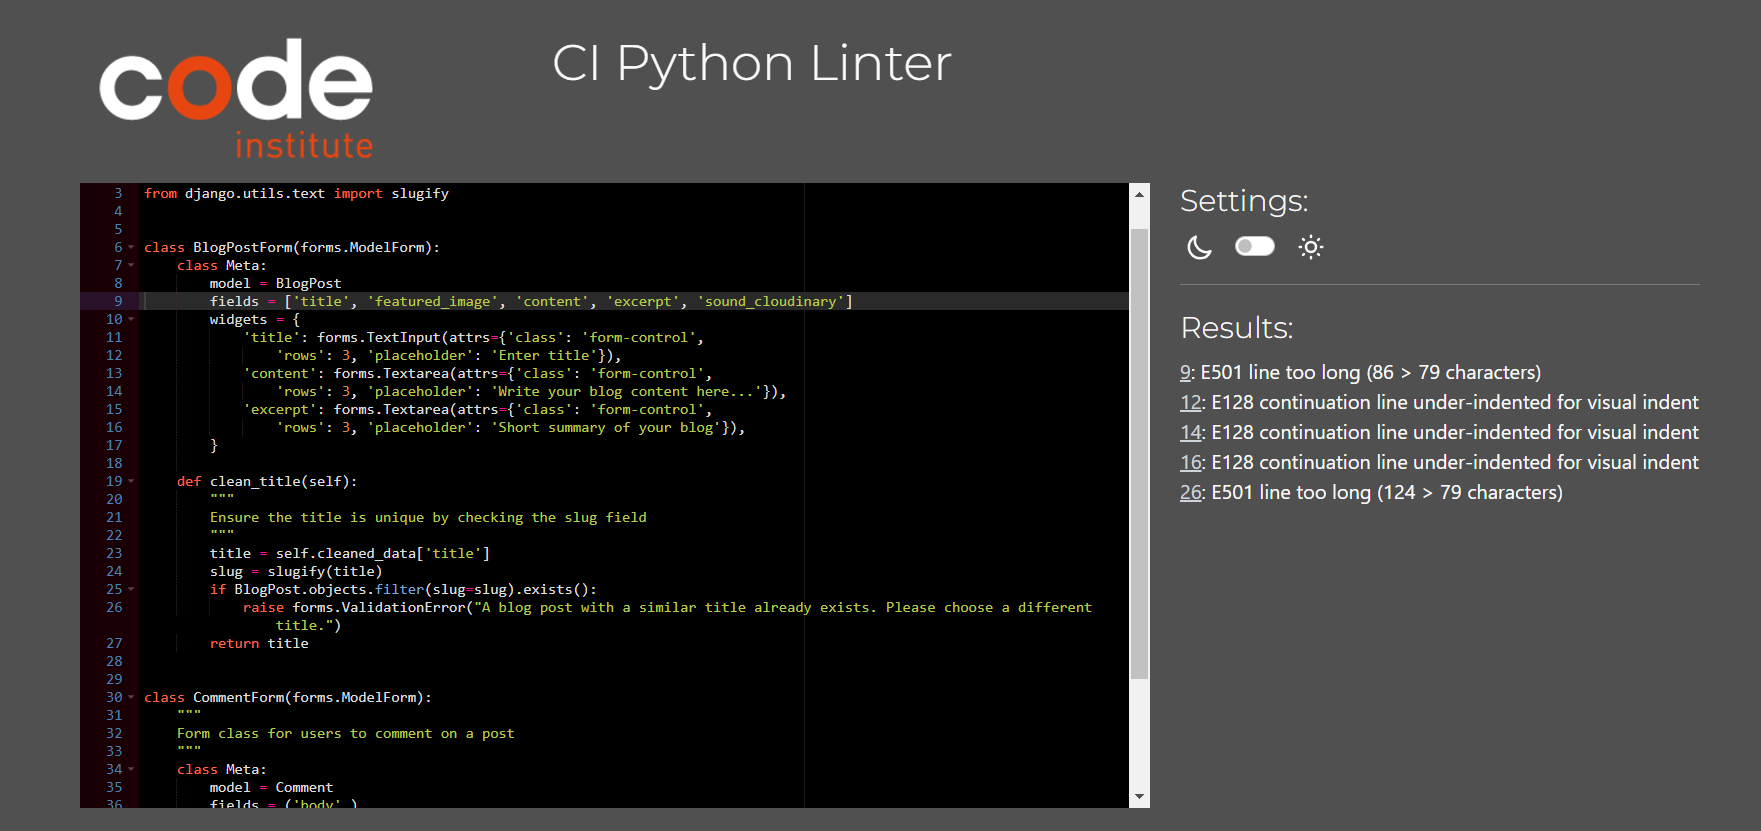 code
institute
CI Python Linter
3 from django.utils.text import slugify
4
5
6 class BlogPostForm(forms.ModelForm):
7 class Meta:
8 model = BlogPost
9 fields = ['title', 'featured_image', 'content', 'excerpt', 'sound_cloudinary']
10 widgets = {
11 'title': forms.TextInput(attrs={'class': 'form-control',
12 'rows': 3, 'placeholder': 'Enter title'}),
13 'content': forms.Textarea(attrs={'class': 'form-control',
14 'rows': 3, 'placeholder': 'Write your blog content here...'}),
15 'excerpt': forms.Textarea(attrs={'class': 'form-control',
16 'rows': 3, 'placeholder': 'Short summary of your blog'}),
17 }
18
19 def clean_title(self):
20 """
21 Ensure the title is unique by checking the slug field
22 """
23 title = self.cleaned_data['title']
24 slug = slugify(title)
25 if BlogPost.objects.filter(slug=slug).exists():
26 raise forms.ValidationError("A blog post with a similar title already exists. Please choose a different
title.")
27 return title
28
29
30 class CommentForm(forms.ModelForm):
31 """
32 Form class for users to comment on a post
33 """
34 class Meta:
35 model = Comment
36 fields = ('body',)
Settings:
Results:
9: E501 line too long (86 > 79 characters)
12: E128 continuation line under-indented for visual indent
14: E128 continuation line under-indented for visual indent
16: E128 continuation line under-indented for visual indent
26: E501 line too long (124 > 79 characters)